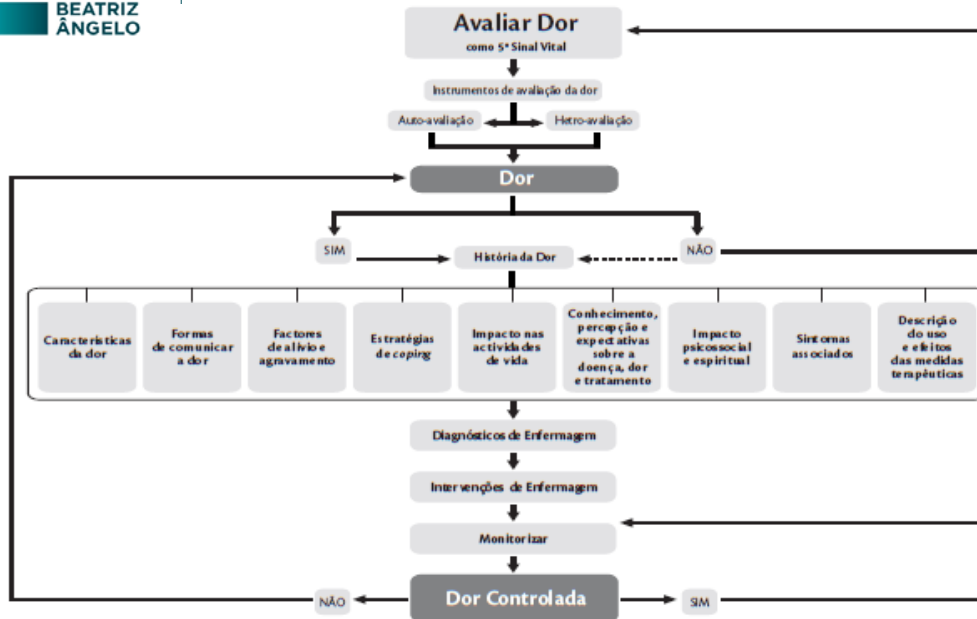 BEATRIZ
ÂNGELO
Avaliar Dor
como 5º Sinal Vital
Instrumentos de avaliação da dor
Auto-avaliação
Hetro-avaliação
Dor
SIM
História da Dor
NÃO
Características
da dor
Formas
de comunicar
a dor
Factores
de alívio e
agravamento
Estratégias
de coping
Impacto nas
actividades
de vida
Conhecimento,
percepção e
expectativas
sobre a
doença, dor
e tratamento
Impacto
psicossocial
e espiritual
Sintomas
associados
Descrição
do uso
e efeitos
das medidas
terapêuticas
Diagnósticos de Enfermagem
Intervenções de Enfermagem
Monitorizar
NÃO
Dor Controlada
SIM